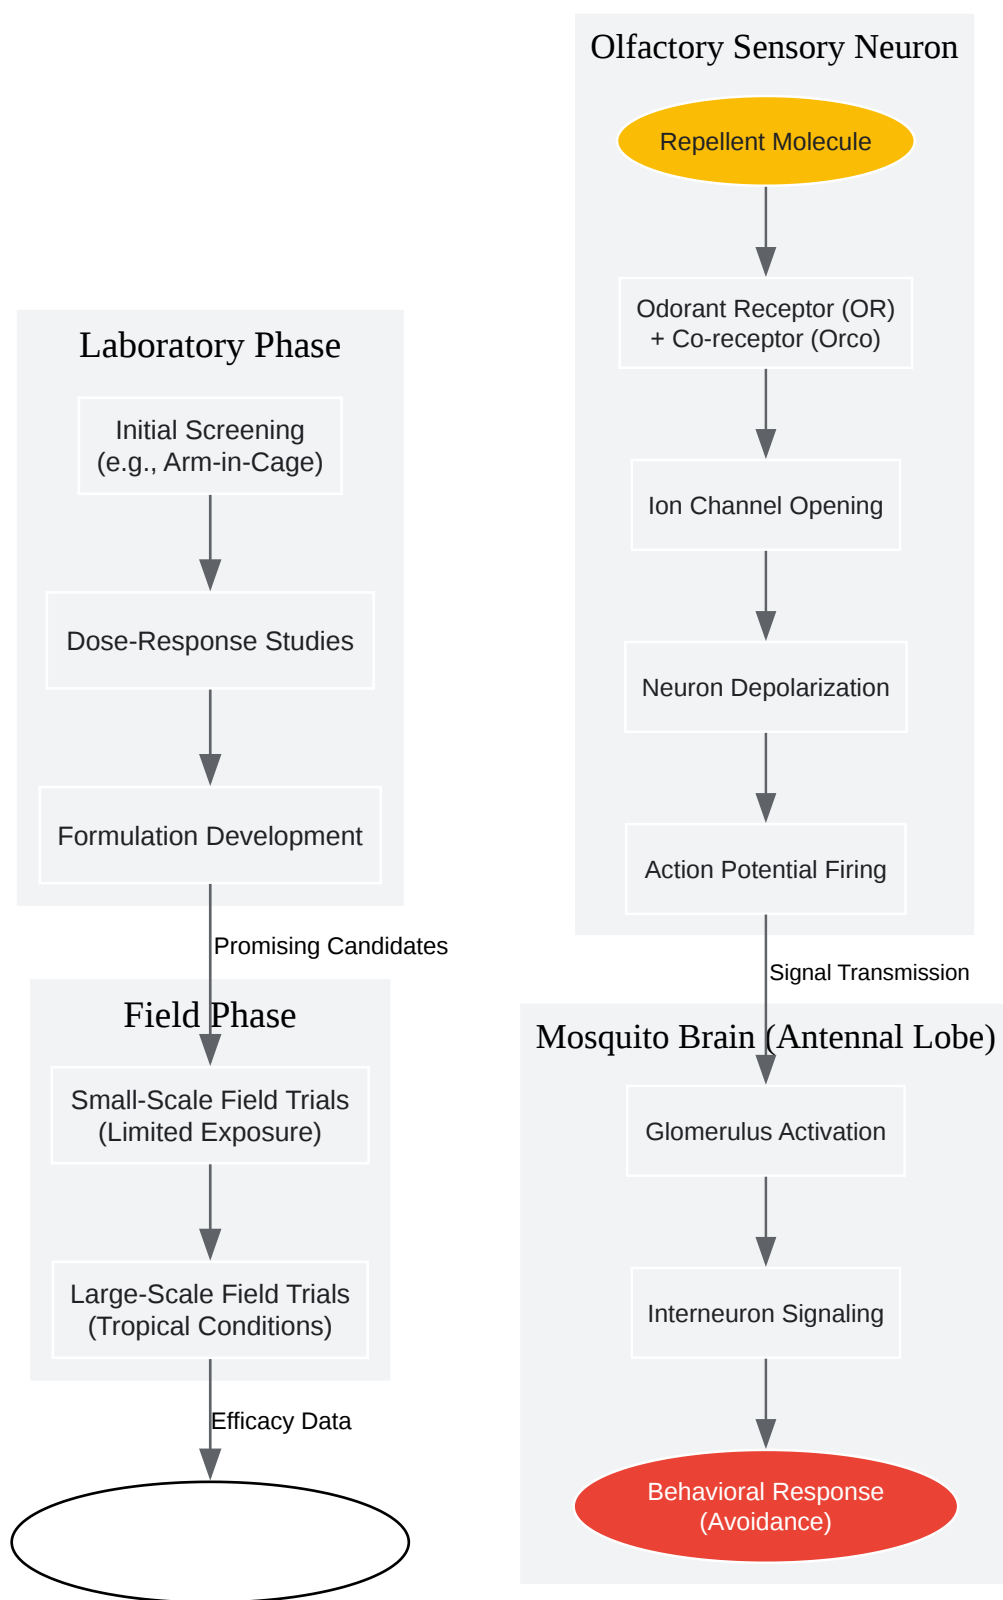 Laboratory Phase
Initial Screening
(e.g., Arm-in-Cage)
Dose-Response Studies
Formulation Development
Promising Candidates
Field Phase
Small-Scale Field Trials
(Limited Exposure)
Large-Scale Field Trials
(Tropical Conditions)
Efficacy Data
Olfactory Sensory Neuron
Repellent Molecule
Odorant Receptor (OR)
+ Co-receptor (Orco)
Ion Channel Opening
Neuron Depolarization
Action Potential Firing
Signal Transmission
Mosquito Brain (Antennal Lobe)
Glomerulus Activation
Interneuron Signaling
Behavioral Response
(Avoidance)